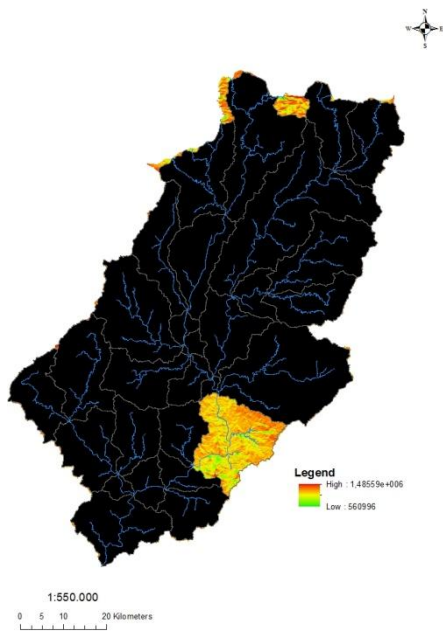 N
W E
S
Legend
High : 1,48559e+006
Low : 560996
1:550.000
0 5 10 20 Kilometers